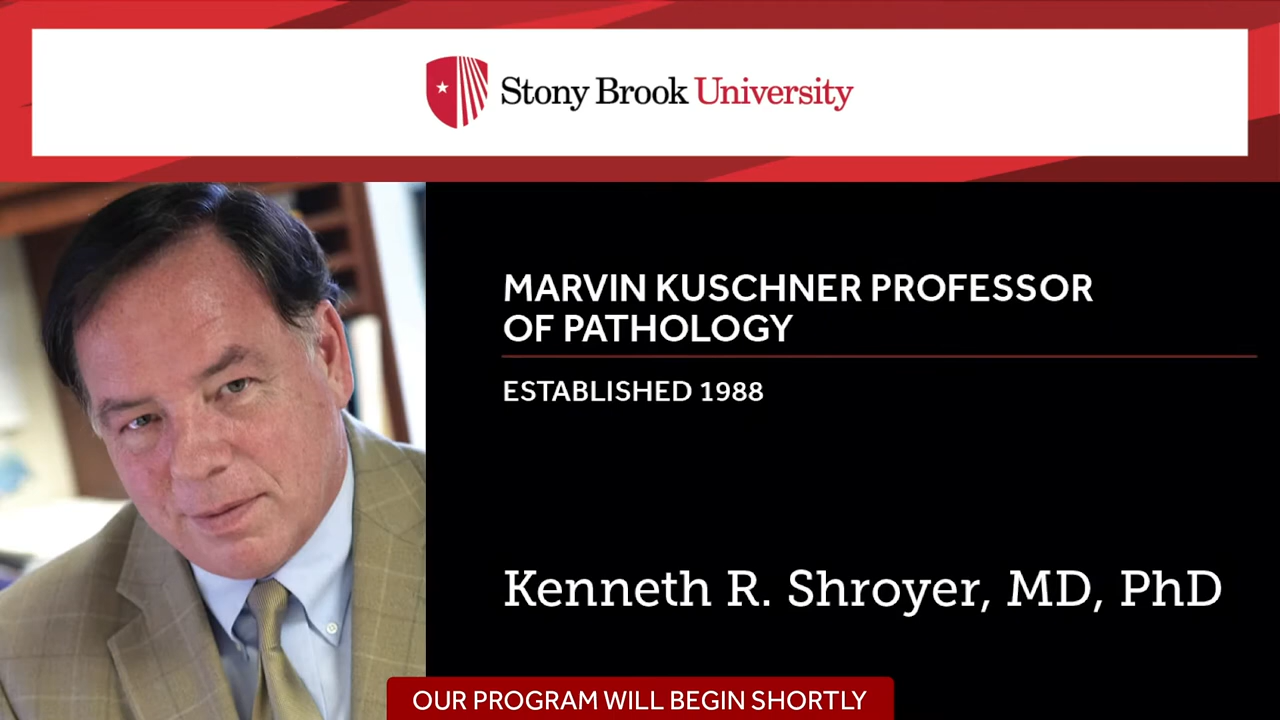 Stony Brook University
MARVIN KUSCHNER PROFESSOR
OF PATHOLOGY
ESTABLISHED 1988
Kenneth R. Shroyer, MD, PhD
OUR PROGRAM WILL BEGIN SHORTLY